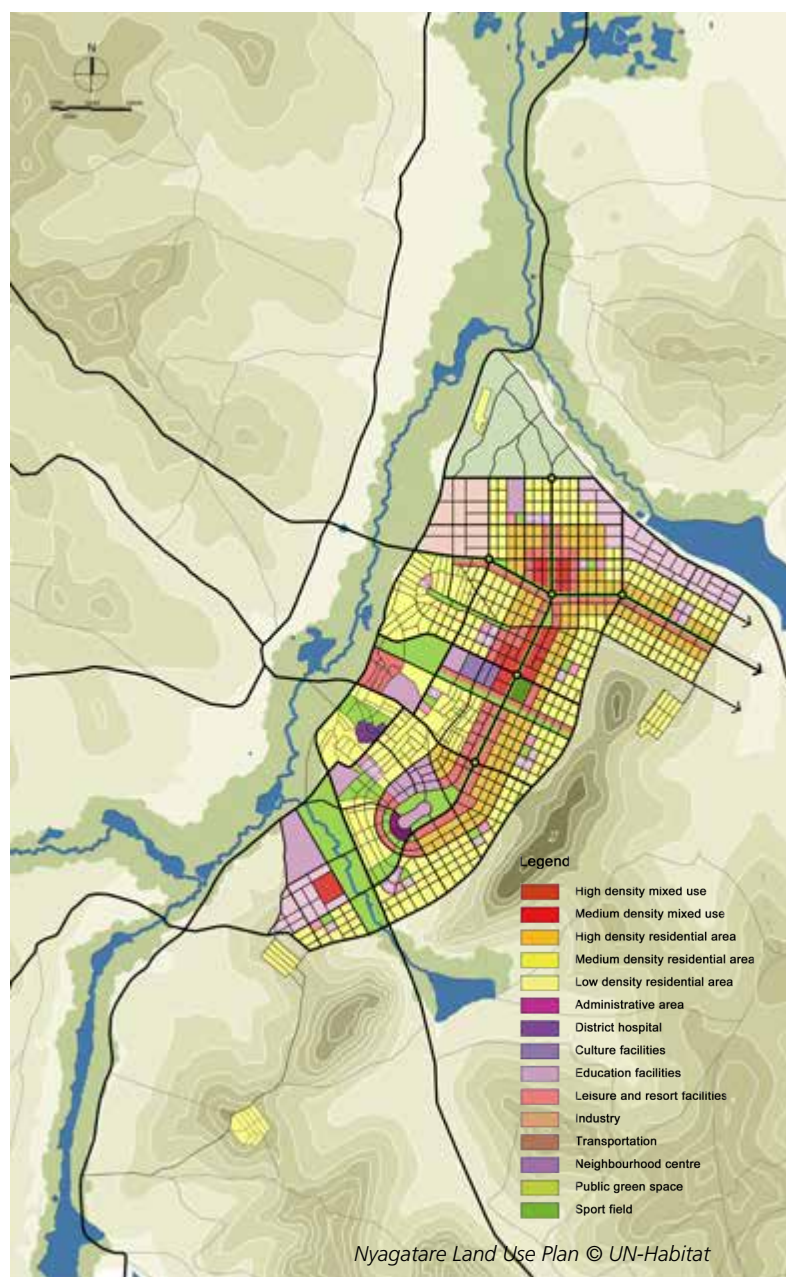 N
Legend
High density mixed use
Medium density mixed use
High density residential area
Medium density residential area
Low density residential area
Administrative area
District hospital
Culture facilities
Education facilities
Leisure and resort facilities
Industry
Transportation
Neighbourhood centre
Public green space
Sport field
Nyagatare Land Use Plan © UN-Habitat